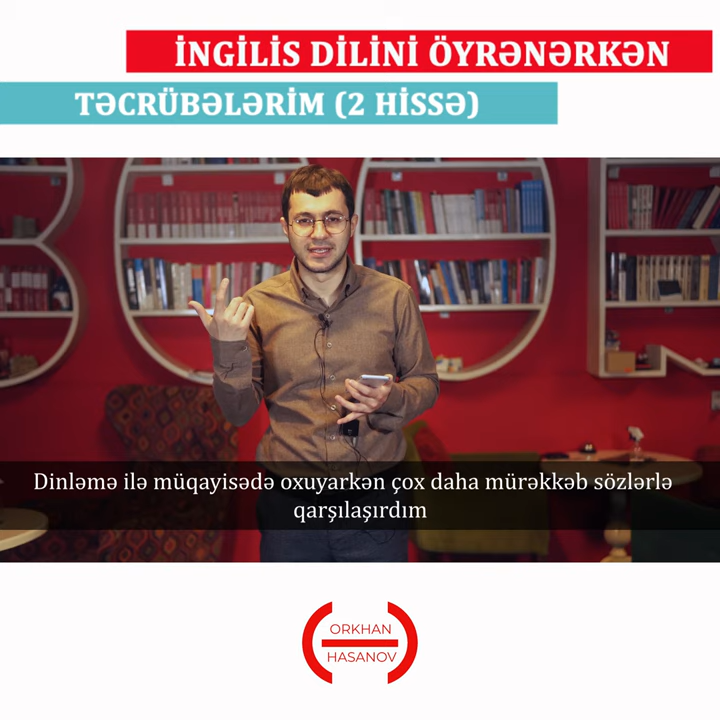 İNGİLİS DİLİNİ ÖYRƏNƏRKƏN
TƏCRÜBƏLƏRİM (2 HİSSƏ)
Dinləmə ilə müqayisədə oxuyarkən çox daha mürəkkəb sözlərlə
qarşılaşırdım
ORKHAN
HASANOV